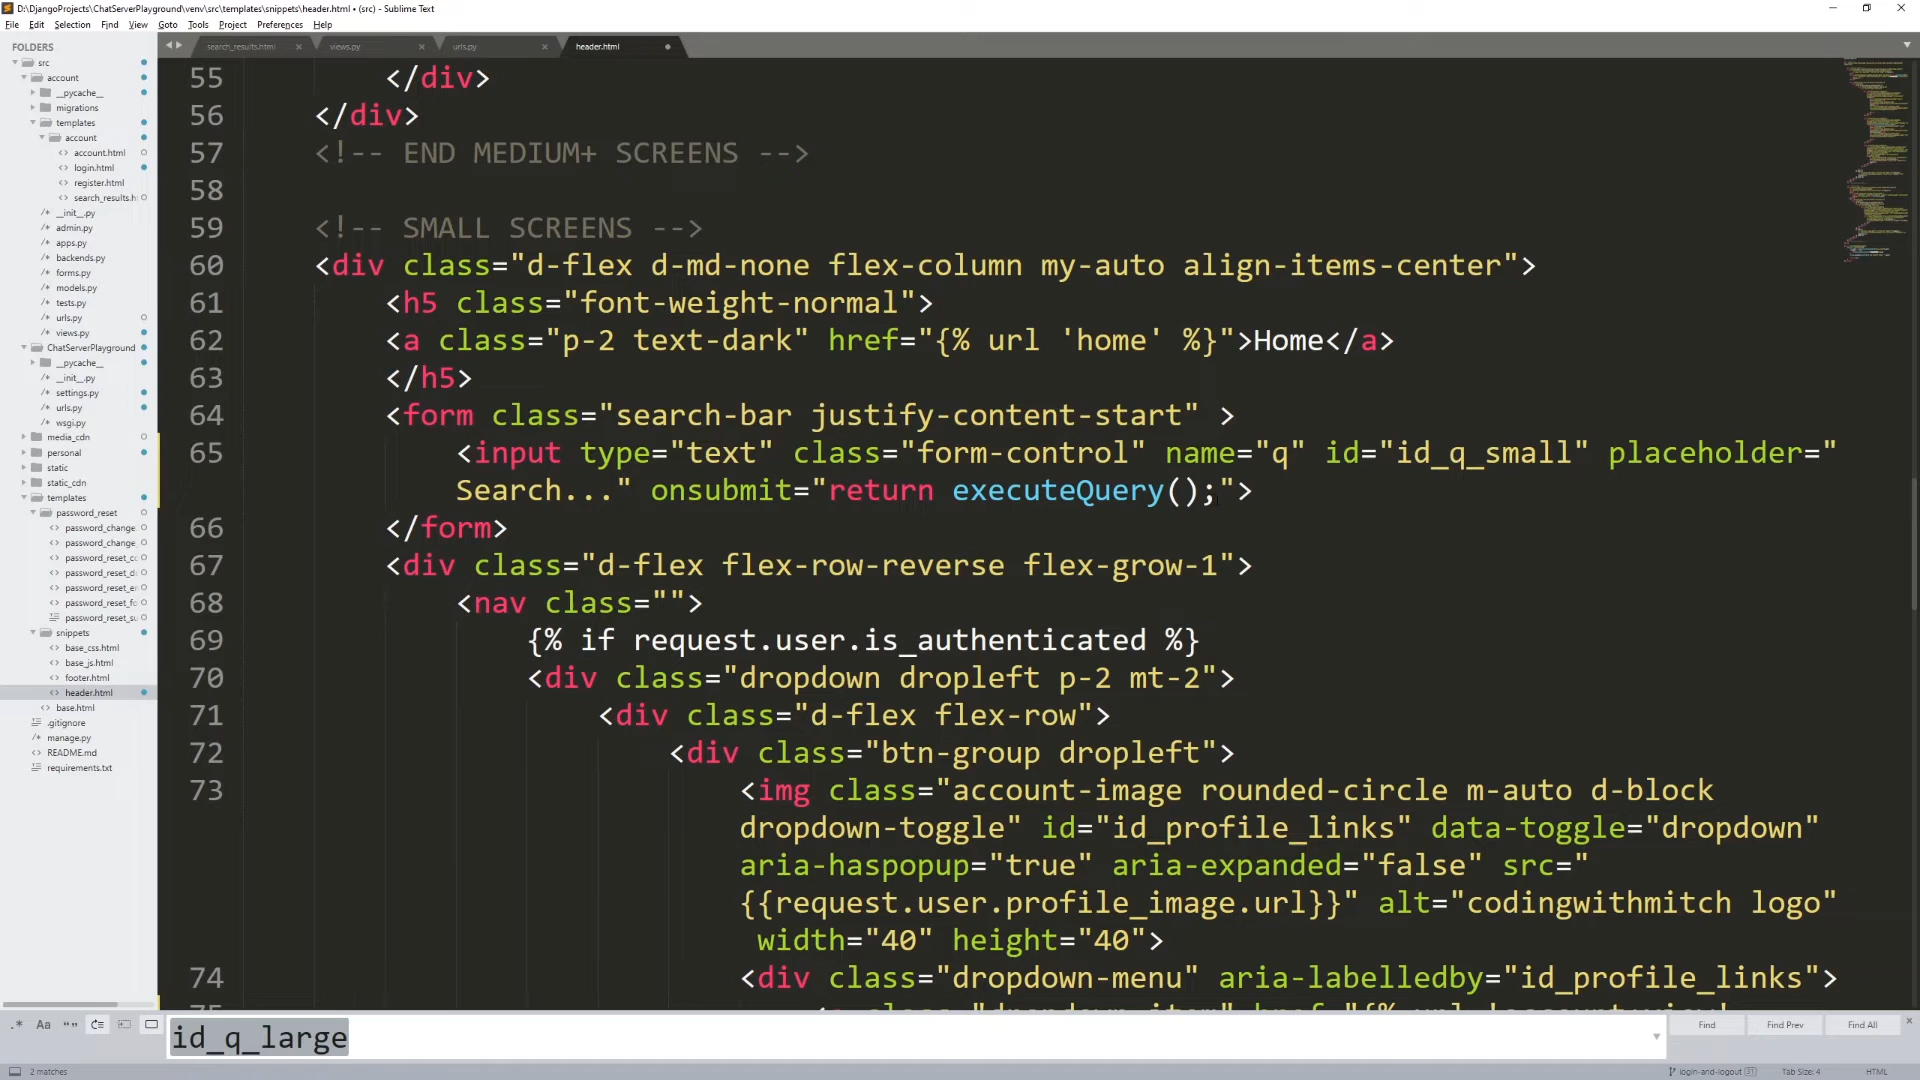 D:\DjangoProjects\ChatServerPlayground\venv\src\templates\snippets\header.html • (src) - Sublime Text
File Edit Selection Find View Goto Tools Project Preferences Help
FOLDERS
src
account
__pycache__
migrations
templates
account
account.html
login.html
register.html
search_results.h
__init__.py
admin.py
apps.py
backends.py
forms.py
models.py
tests.py
urls.py
views.py
ChatServerPlayground
__pycache__
__init__.py
settings.py
urls.py
wsgi.py
media_cdn
personal
static
static_cdn
templates
password_reset
password_change_
password_change_
password_reset_cc
password_reset_d
password_reset_er
password_reset_fo
password_reset_su
snippets
base_css.html
base_js.html
footer.html
header.html
base.html
.gitignore
manage.py
README.md
requirements.txt
search_results.html views.py urls.py header.html
55 </div>
56 </div>
57 <!-- END MEDIUM+ SCREENS -->
58
59 <!-- SMALL SCREENS -->
60 <div class="d-flex d-md-none flex-column my-auto align-items-center">
61 <h5 class="font-weight-normal">
62 <a class="p-2 text-dark" href="{% url 'home' %}">Home</a>
63 </h5>
64 <form class="search-bar justify-content-start" >
65 <input type="text" class="form-control" name="q" id="id_q_small" placeholder="
Search..." onsubmit="return executeQuery();">
66 </form>
67 <div class="d-flex flex-row-reverse flex-grow-1">
68 <nav class="">
69 {% if request.user.is_authenticated %}
70 <div class="dropdown dropleft p-2 mt-2">
71 <div class="d-flex flex-row">
72 <div class="btn-group dropleft">
73 <img class="account-image rounded-circle m-auto d-block
dropdown-toggle" id="id_profile_links" data-toggle="dropdown"
aria-haspopup="true" aria-expanded="false" src="
{{request.user.profile_image.url}}" alt="codingwithmitch logo"
width="40" height="40">
74 <div class="dropdown-menu" aria-labelledby="id_profile_links">
.* Aa “”
id_q_large
Find Find Prev Find All
2 matches
login-and-logout 31 Tab Size: 4 HTML